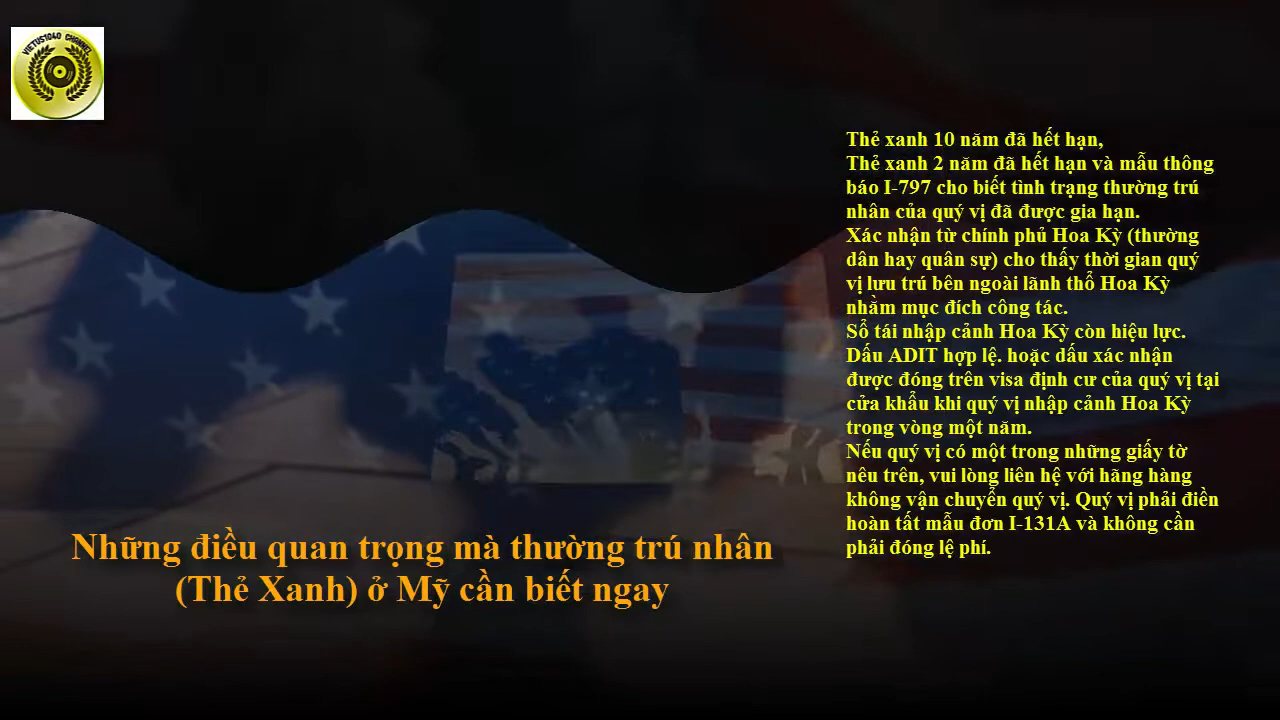 VIETUS1040 CHANNEL
Thẻ xanh 10 năm đã hết hạn,
Thẻ xanh 2 năm đã hết hạn và mẫu thông
báo I-797 cho biết tình trạng thường trú
nhân của quý vị đã được gia hạn.
Xác nhận từ chính phủ Hoa Kỳ (thường
dân hay quân sự) cho thấy thời gian quý
vị lưu trú bên ngoài lãnh thổ Hoa Kỳ
nhằm mục đích công tác.
Sổ tái nhập cảnh Hoa Kỳ còn hiệu lực.
Dấu ADIT hợp lệ. hoặc dấu xác nhận
được đóng trên visa định cư của quý vị tại
cửa khẩu khi quý vị nhập cảnh Hoa Kỳ
trong vòng một năm.
Nếu quý vị có một trong những giấy tờ
nêu trên, vui lòng liên hệ với hãng hàng
không vận chuyển quý vị. Quý vị phải điền
hoàn tất mẫu đơn I-131A và không cần
phải đóng lệ phí.
Những điều quan trọng mà thường trú nhân
(Thẻ Xanh) ở Mỹ cần biết ngay